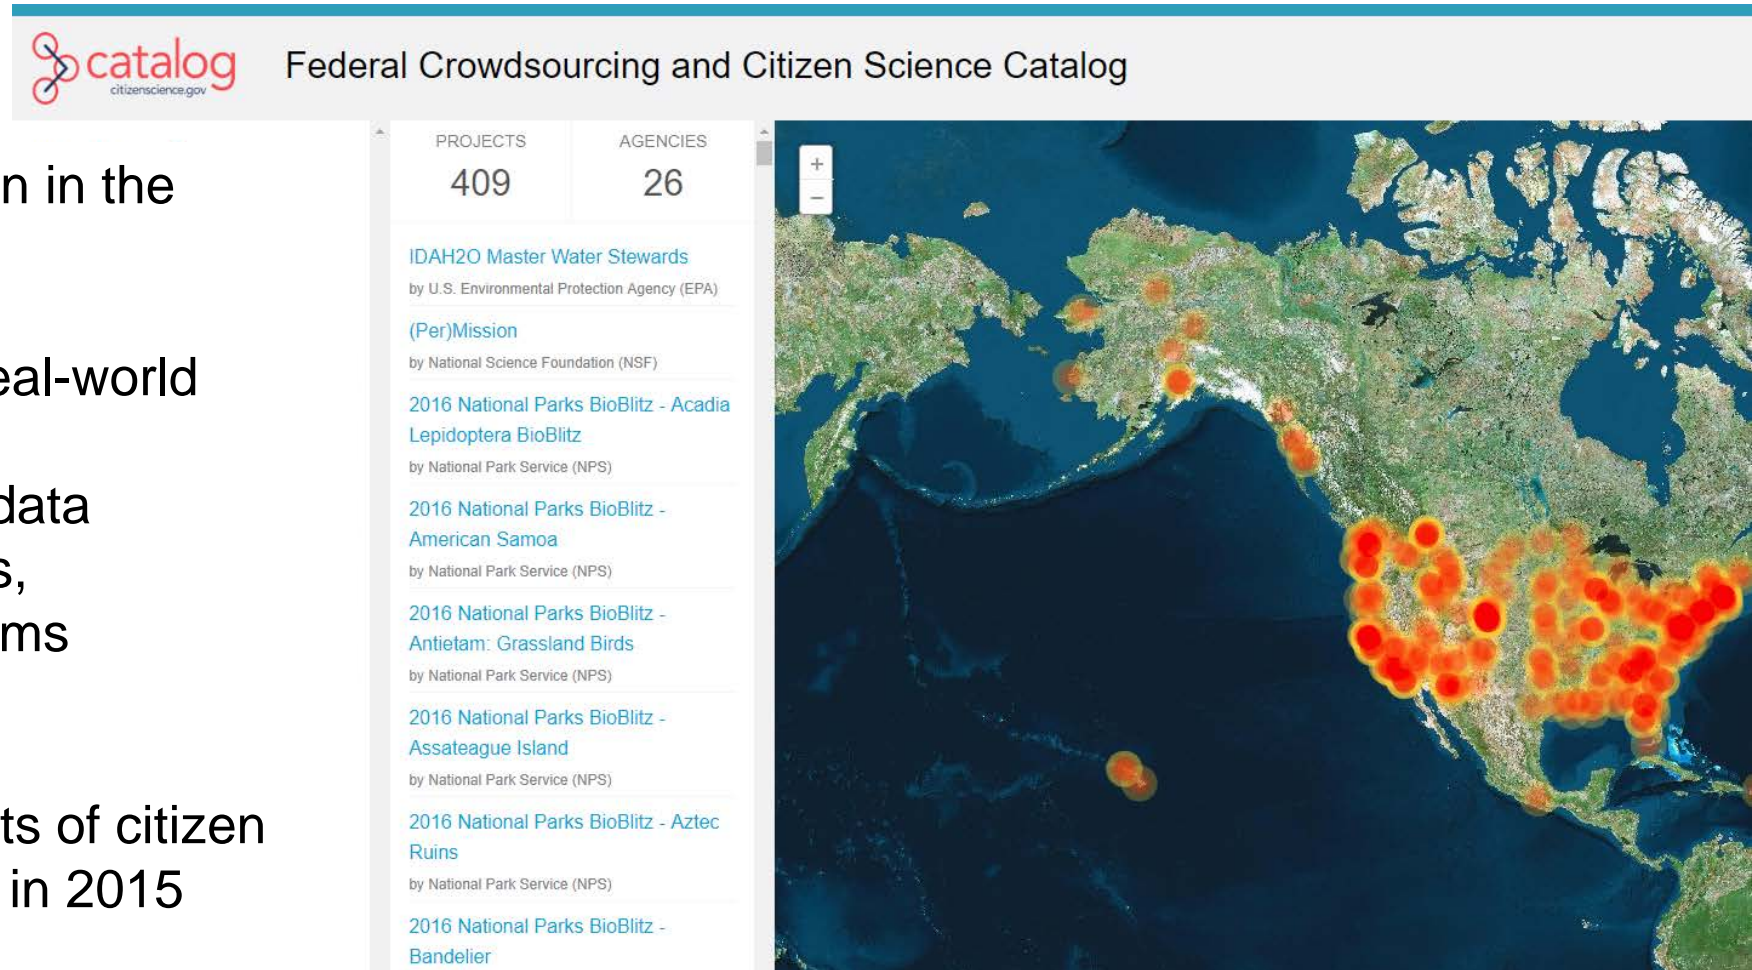 catalog
citizenscience.gov
Federal Crowdsourcing and Citizen Science Catalog
n in the
eal-world
data
s,
ms
ts of citizen
in 2015
PROJECTS
409
AGENCIES
26
IDAH2O Master Water Stewards
by U.S. Environmental Protection Agency (EPA)
(Per)Mission
by National Science Foundation (NSF)
2016 National Parks BioBlitz - Acadia
Lepidoptera BioBlitz
by National Park Service (NPS)
2016 National Parks BioBlitz -
American Samoa
by National Park Service (NPS)
2016 National Parks BioBlitz -
Antietam: Grassland Birds
by National Park Service (NPS)
2016 National Parks BioBlitz -
Assateague Island
by National Park Service (NPS)
2016 National Parks BioBlitz - Aztec
Ruins
by National Park Service (NPS)
2016 National Parks BioBlitz -
Bandelier
+
−